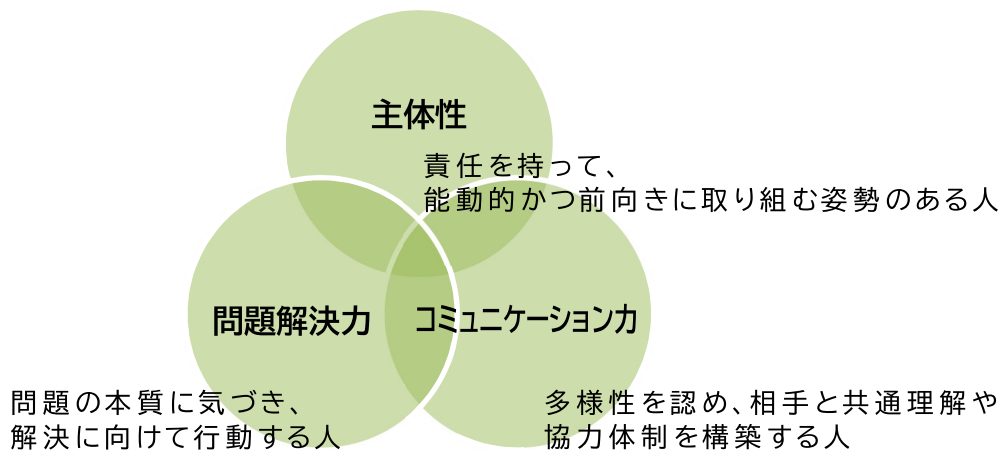 主体性
責任を持って、
能動的かつ前向きに取り組む姿勢のある人
問題解決力
コミュニケーション力
問題の本質に気づき、
解決に向けて行動する人
多様性を認め、相手と共通理解や
協力体制を構築する人